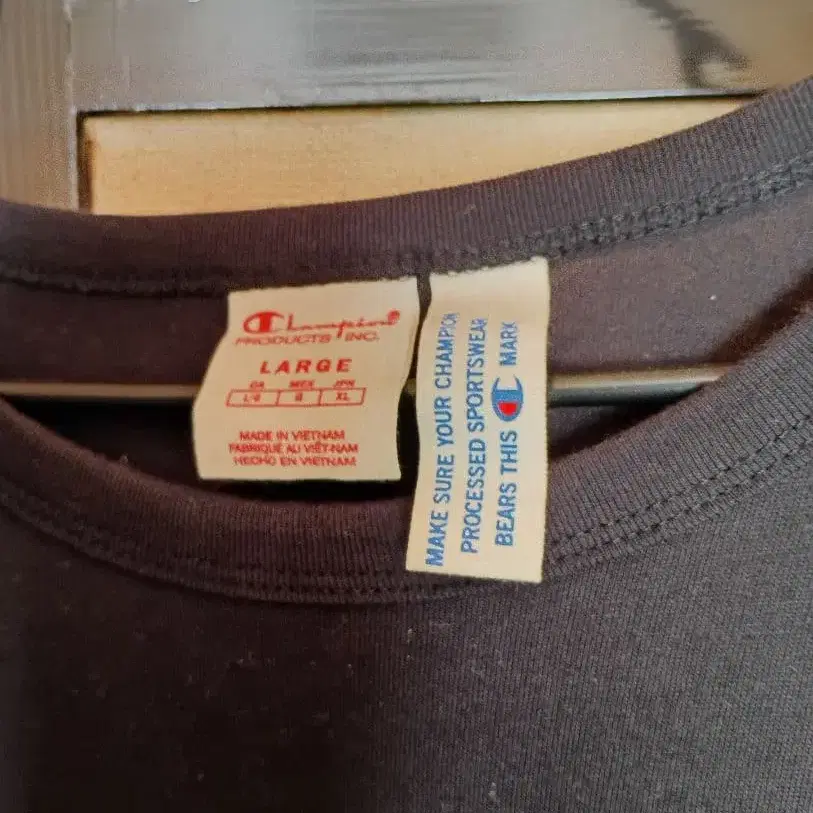 Champion®
PRODUCTS INC.
LARGE
CA MEX JPN
L/G G XL
MADE IN VIETNAM
FABRIQUÉ AU VIÊT-NAM
HECHO EN VIETNAM
MAKE SURE YOUR CHAMPION
PROCESSED SPORTSWEAR
BEARS THIS C MARK